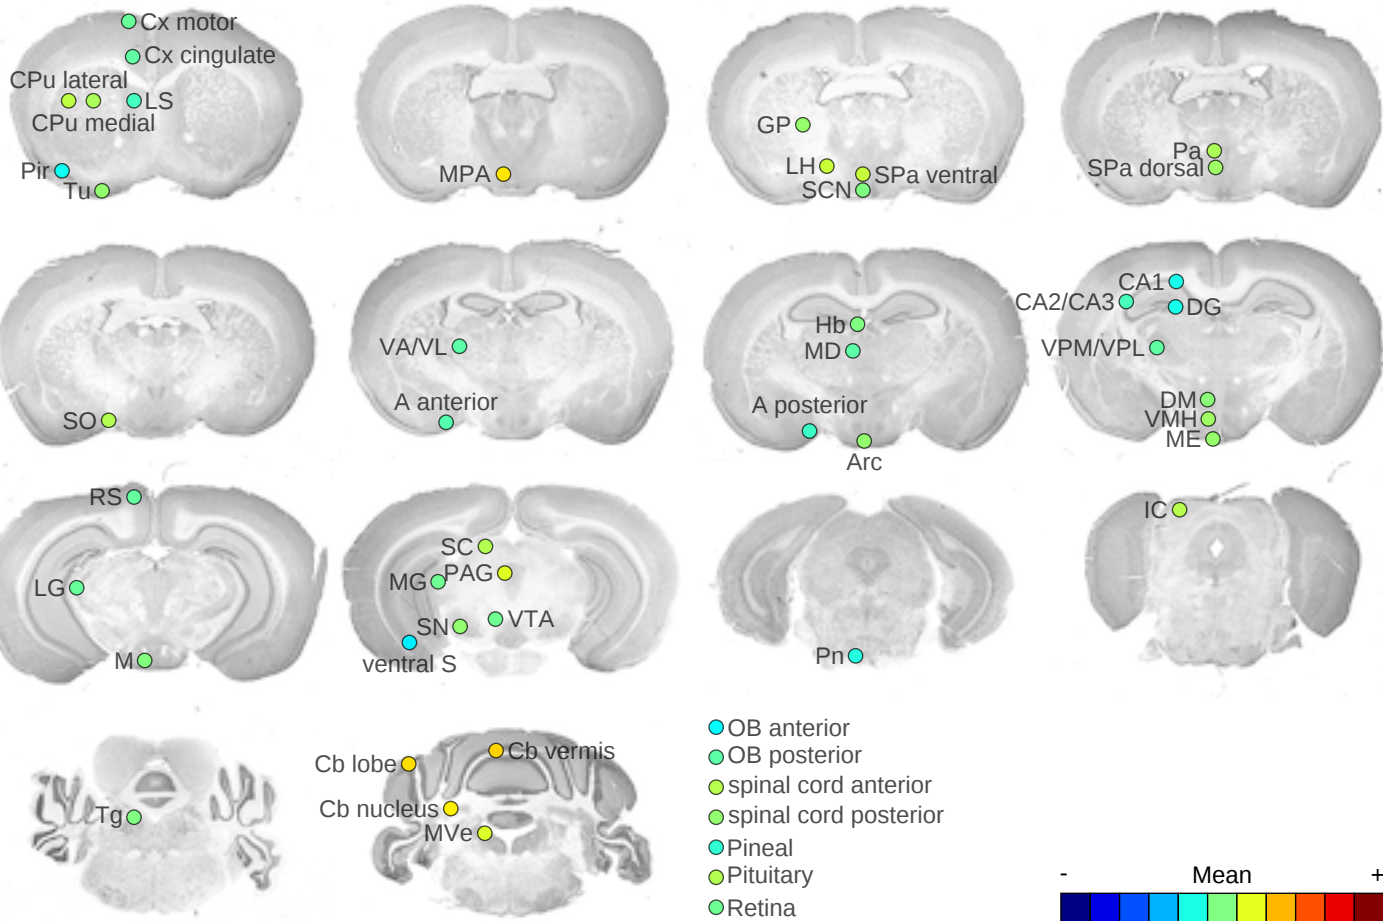 Cx motor
Cx cingulate
CPu lateral
LS
CPu medial
Pir
Tu
MPA
GP
LH
SPa ventral
SCN
Pa
SPa dorsal
SO
VA/VL
A anterior
Hb
MD
A posterior
Arc
CA1
CA2/CA3
DG
VPM/VPL
DM
VMH
ME
RS
LG
M
SC
PAG
MG
VTA
SN
ventral S
Pn
IC
Tg
Cb vermis
Cb lobe
Cb nucleus
MVe
OB anterior
OB posterior
spinal cord anterior
spinal cord posterior
Pineal
Pituitary
Retina
- Mean +